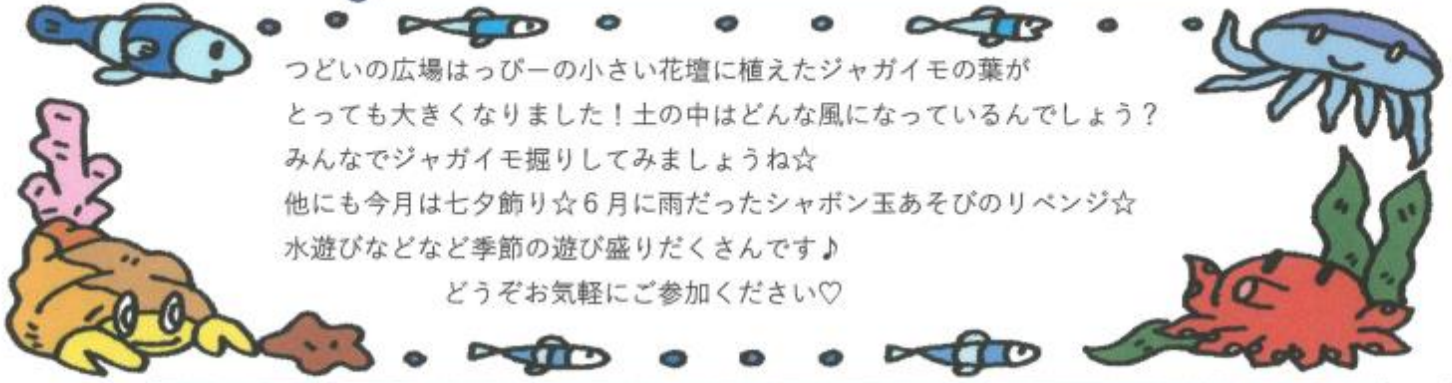 つどいの広場はっぴーの小さい花壇に植えたジャガイモの葉が
とっても大きくなりました！土の中はどんな風になっているんでしょう？
みんなでジャガイモ掘りしてみましょうね☆
他にも今月は七夕飾り☆６月に雨だったシャボン玉あそびのリベンジ☆
水遊びなどなど季節の遊び盛りだくさんです♪
どうぞお気軽にご参加ください♡